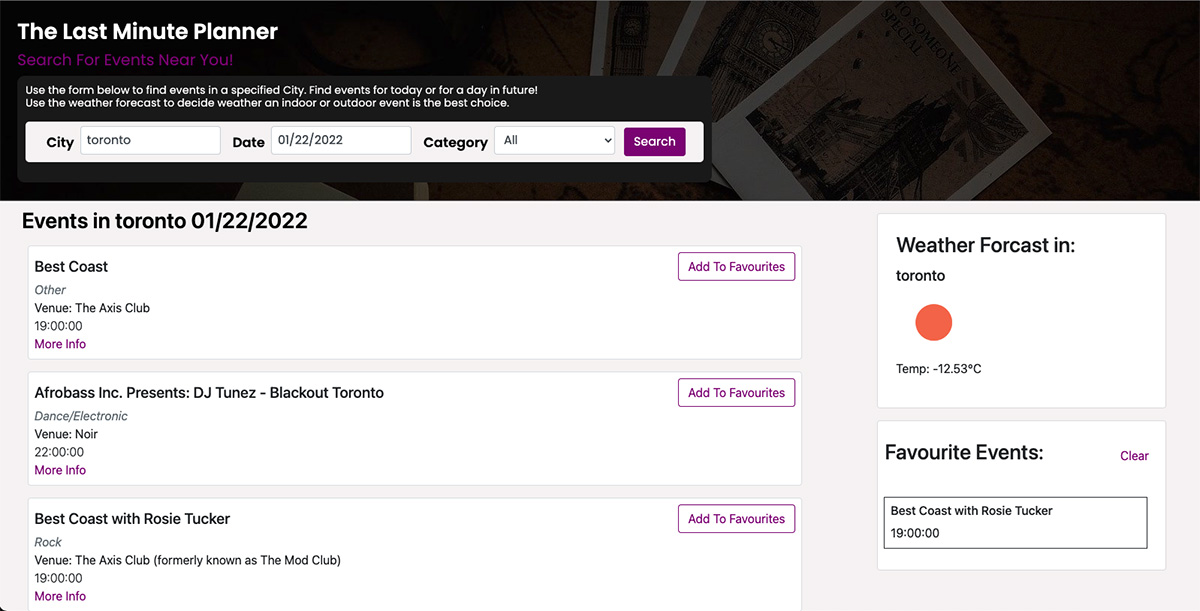 The Last Minute Planner
Search For Events Near You!
Use the form below to find events in a specified City. Find events for today or for a day in future!
Use the weather forecast to decide weather an indoor or outdoor event is the best choice.
City toronto Date 01/22/2022 Category All Search
TO SOMEONE
SPECIAL
Events in toronto 01/22/2022
Best Coast
Add To Favourites
Other
Venue: The Axis Club
19:00:00
More Info
Afrobass Inc. Presents: DJ Tunez - Blackout Toronto
Add To Favourites
Dance/Electronic
Venue: Noir
22:00:00
More Info
Best Coast with Rosie Tucker
Add To Favourites
Rock
Venue: The Axis Club (formerly known as The Mod Club)
19:00:00
More Info
Weather Forcast in:
toronto
Temp: -12.53°C
Favourite Events:
Clear
Best Coast with Rosie Tucker
19:00:00